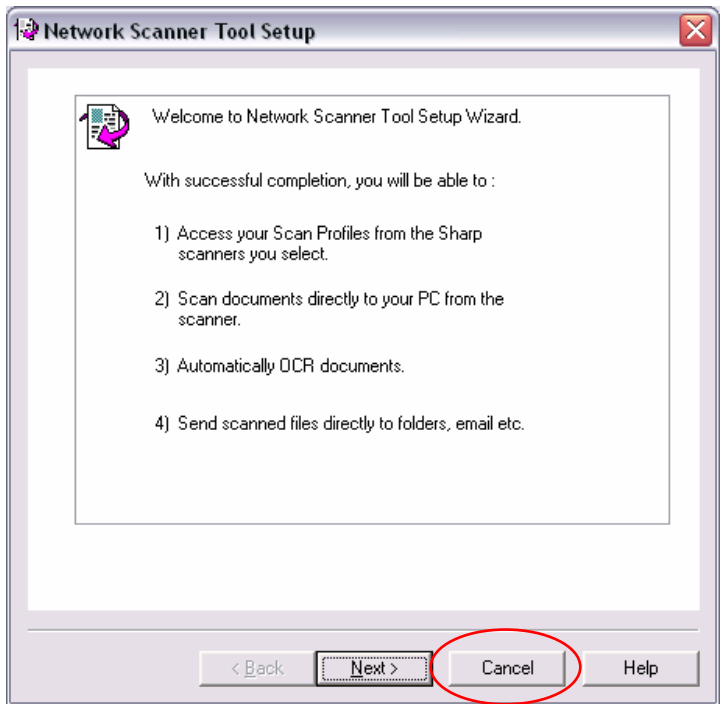 Network Scanner Tool Setup
Welcome to Network Scanner Tool Setup Wizard.
With successful completion, you will be able to :
1) Access your Scan Profiles from the Sharp
scanners you select.
2) Scan documents directly to your PC from the
scanner.
3) Automatically OCR documents.
4) Send scanned files directly to folders, email etc.
< Back
Next >
Cancel
Help